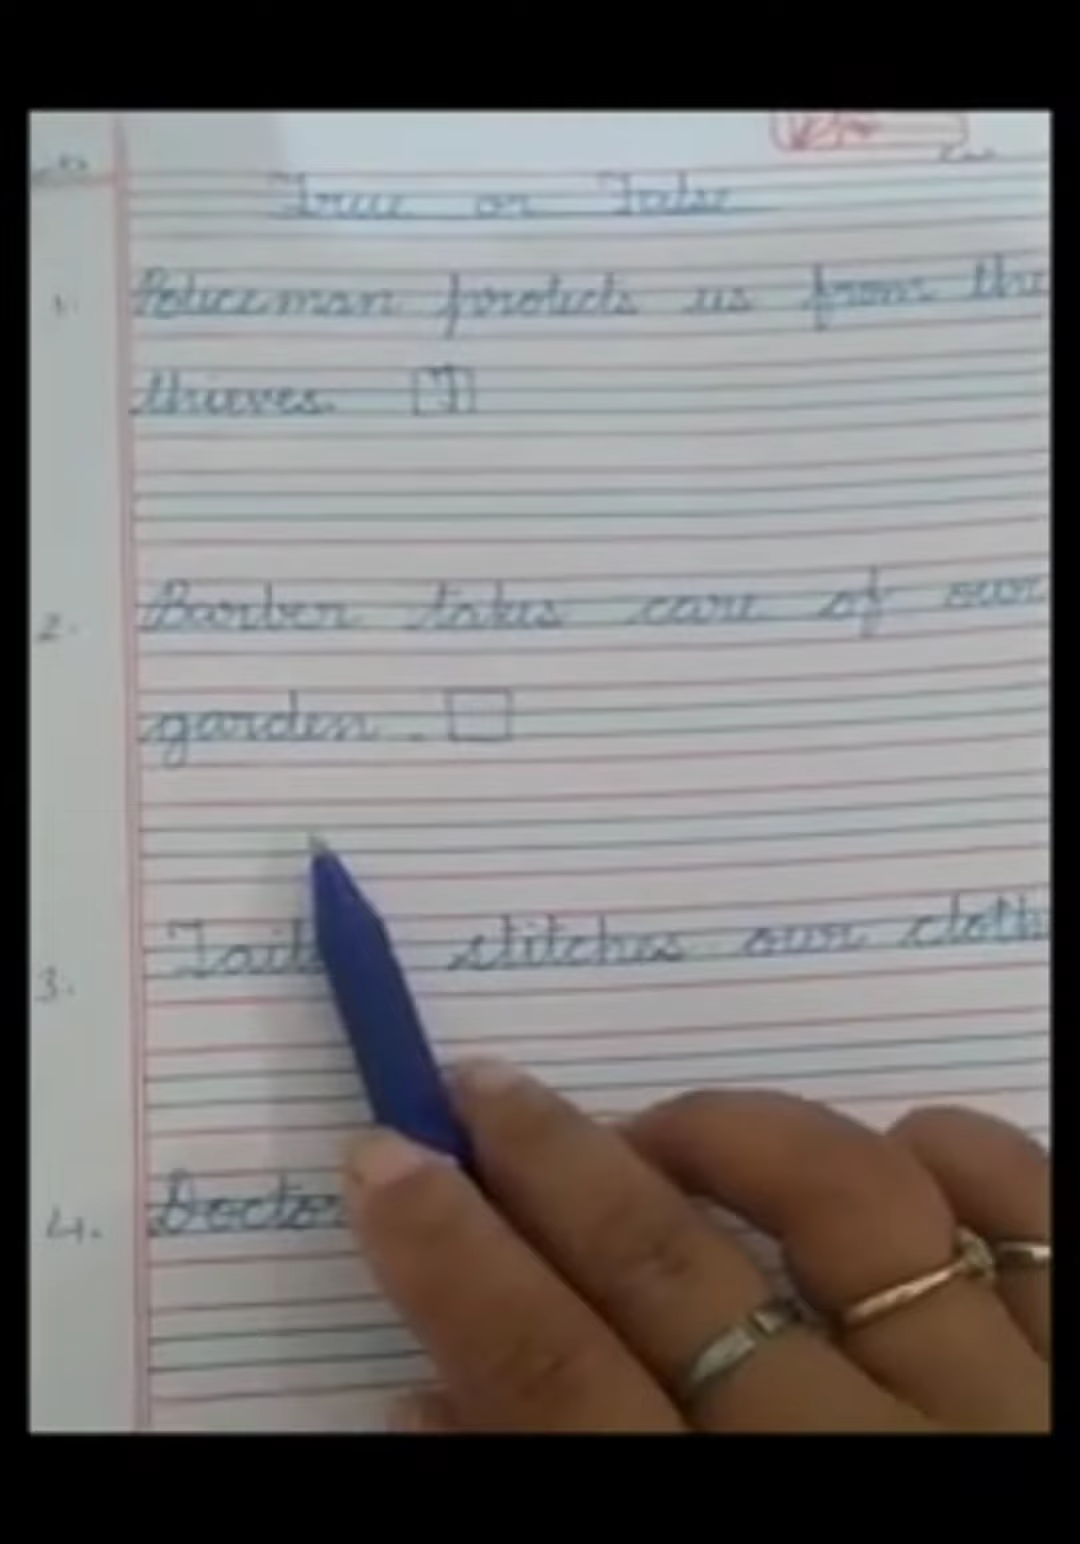 True or False
1. Policeman protects us from the
thieves. T
2. Barber takes care of our
garden.
3. stitches our
4.